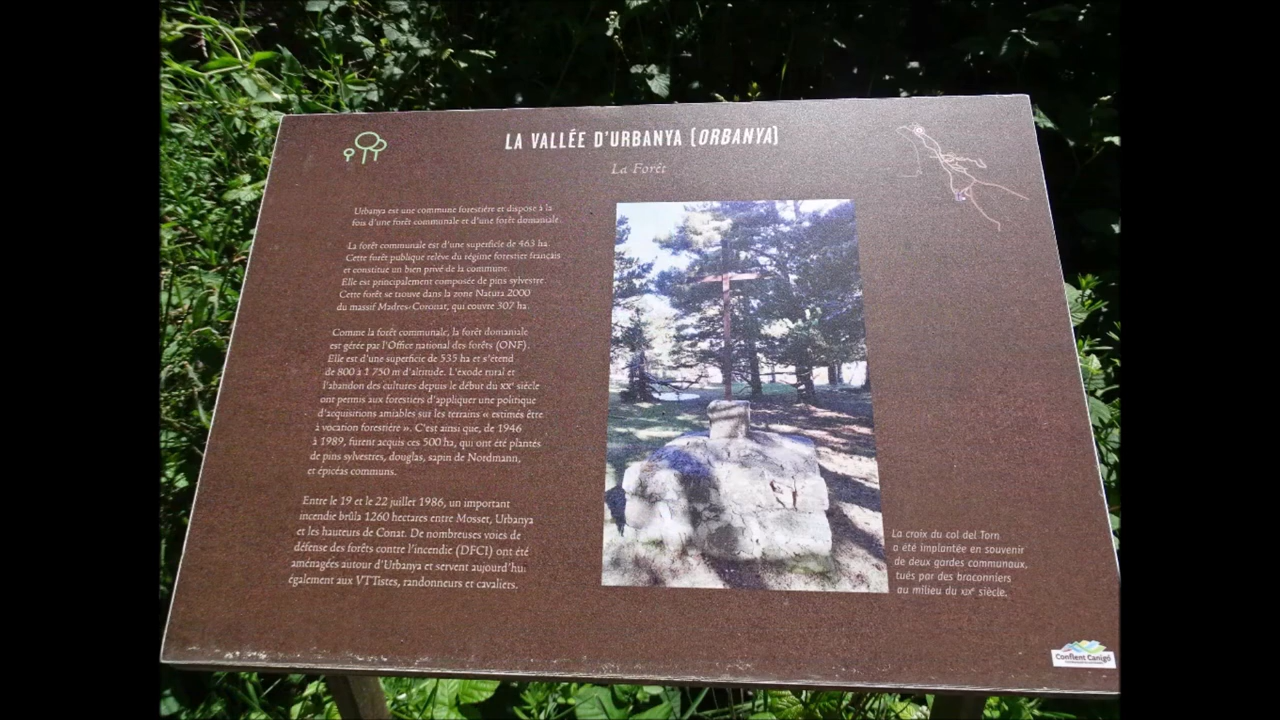 LA VALLÉE D'URBANYA (ORBANYA)
La Forêt
Urbanya est une commune forestière et dispose à la
fois d'une forêt communale et d'une forêt domaniale.
La forêt communale est d'une superficie de 463 ha.
Cette forêt publique relève du régime forestier français
et constitue un bien privé de la commune.
Elle est principalement composée de pins sylvestre.
Cette forêt se trouve dans la zone Natura 2000
du massif Madres-Coronat, qui couvre 307 ha.
Comme la forêt communale, la forêt domaniale
est gérée par l'Office national des forêts (ONF).
Elle est d'une superficie de 535 ha et s'étend
de 800 à 1 750 m d'altitude. L'exode rural et
l'abandon des cultures depuis le début du XXe siècle
ont permis aux forestiers d'appliquer une politique
d'acquisitions amiables sur les terrains « estimés être
à vocation forestière ». C'est ainsi que, de 1946
à 1989, furent acquis ces 500 ha, qui ont été plantés
de pins sylvestres, douglas, sapin de Nordmann,
et épicéas communs.
Entre le 19 et le 22 juillet 1986, un important
incendie brûla 1260 hectares entre Mosset, Urbanya
et les hauteurs de Conat. De nombreuses voies de
défense des forêts contre l'incendie (DFCI) ont été
aménagées autour d'Urbanya et servent aujourd'hui
également aux VTTistes, randonneurs et cavaliers.
La croix du col del Torn
a été implantée en souvenir
de deux gardes communaux,
tués par des braconniers
au milieu du XIXe siècle.
Conflent Canigó